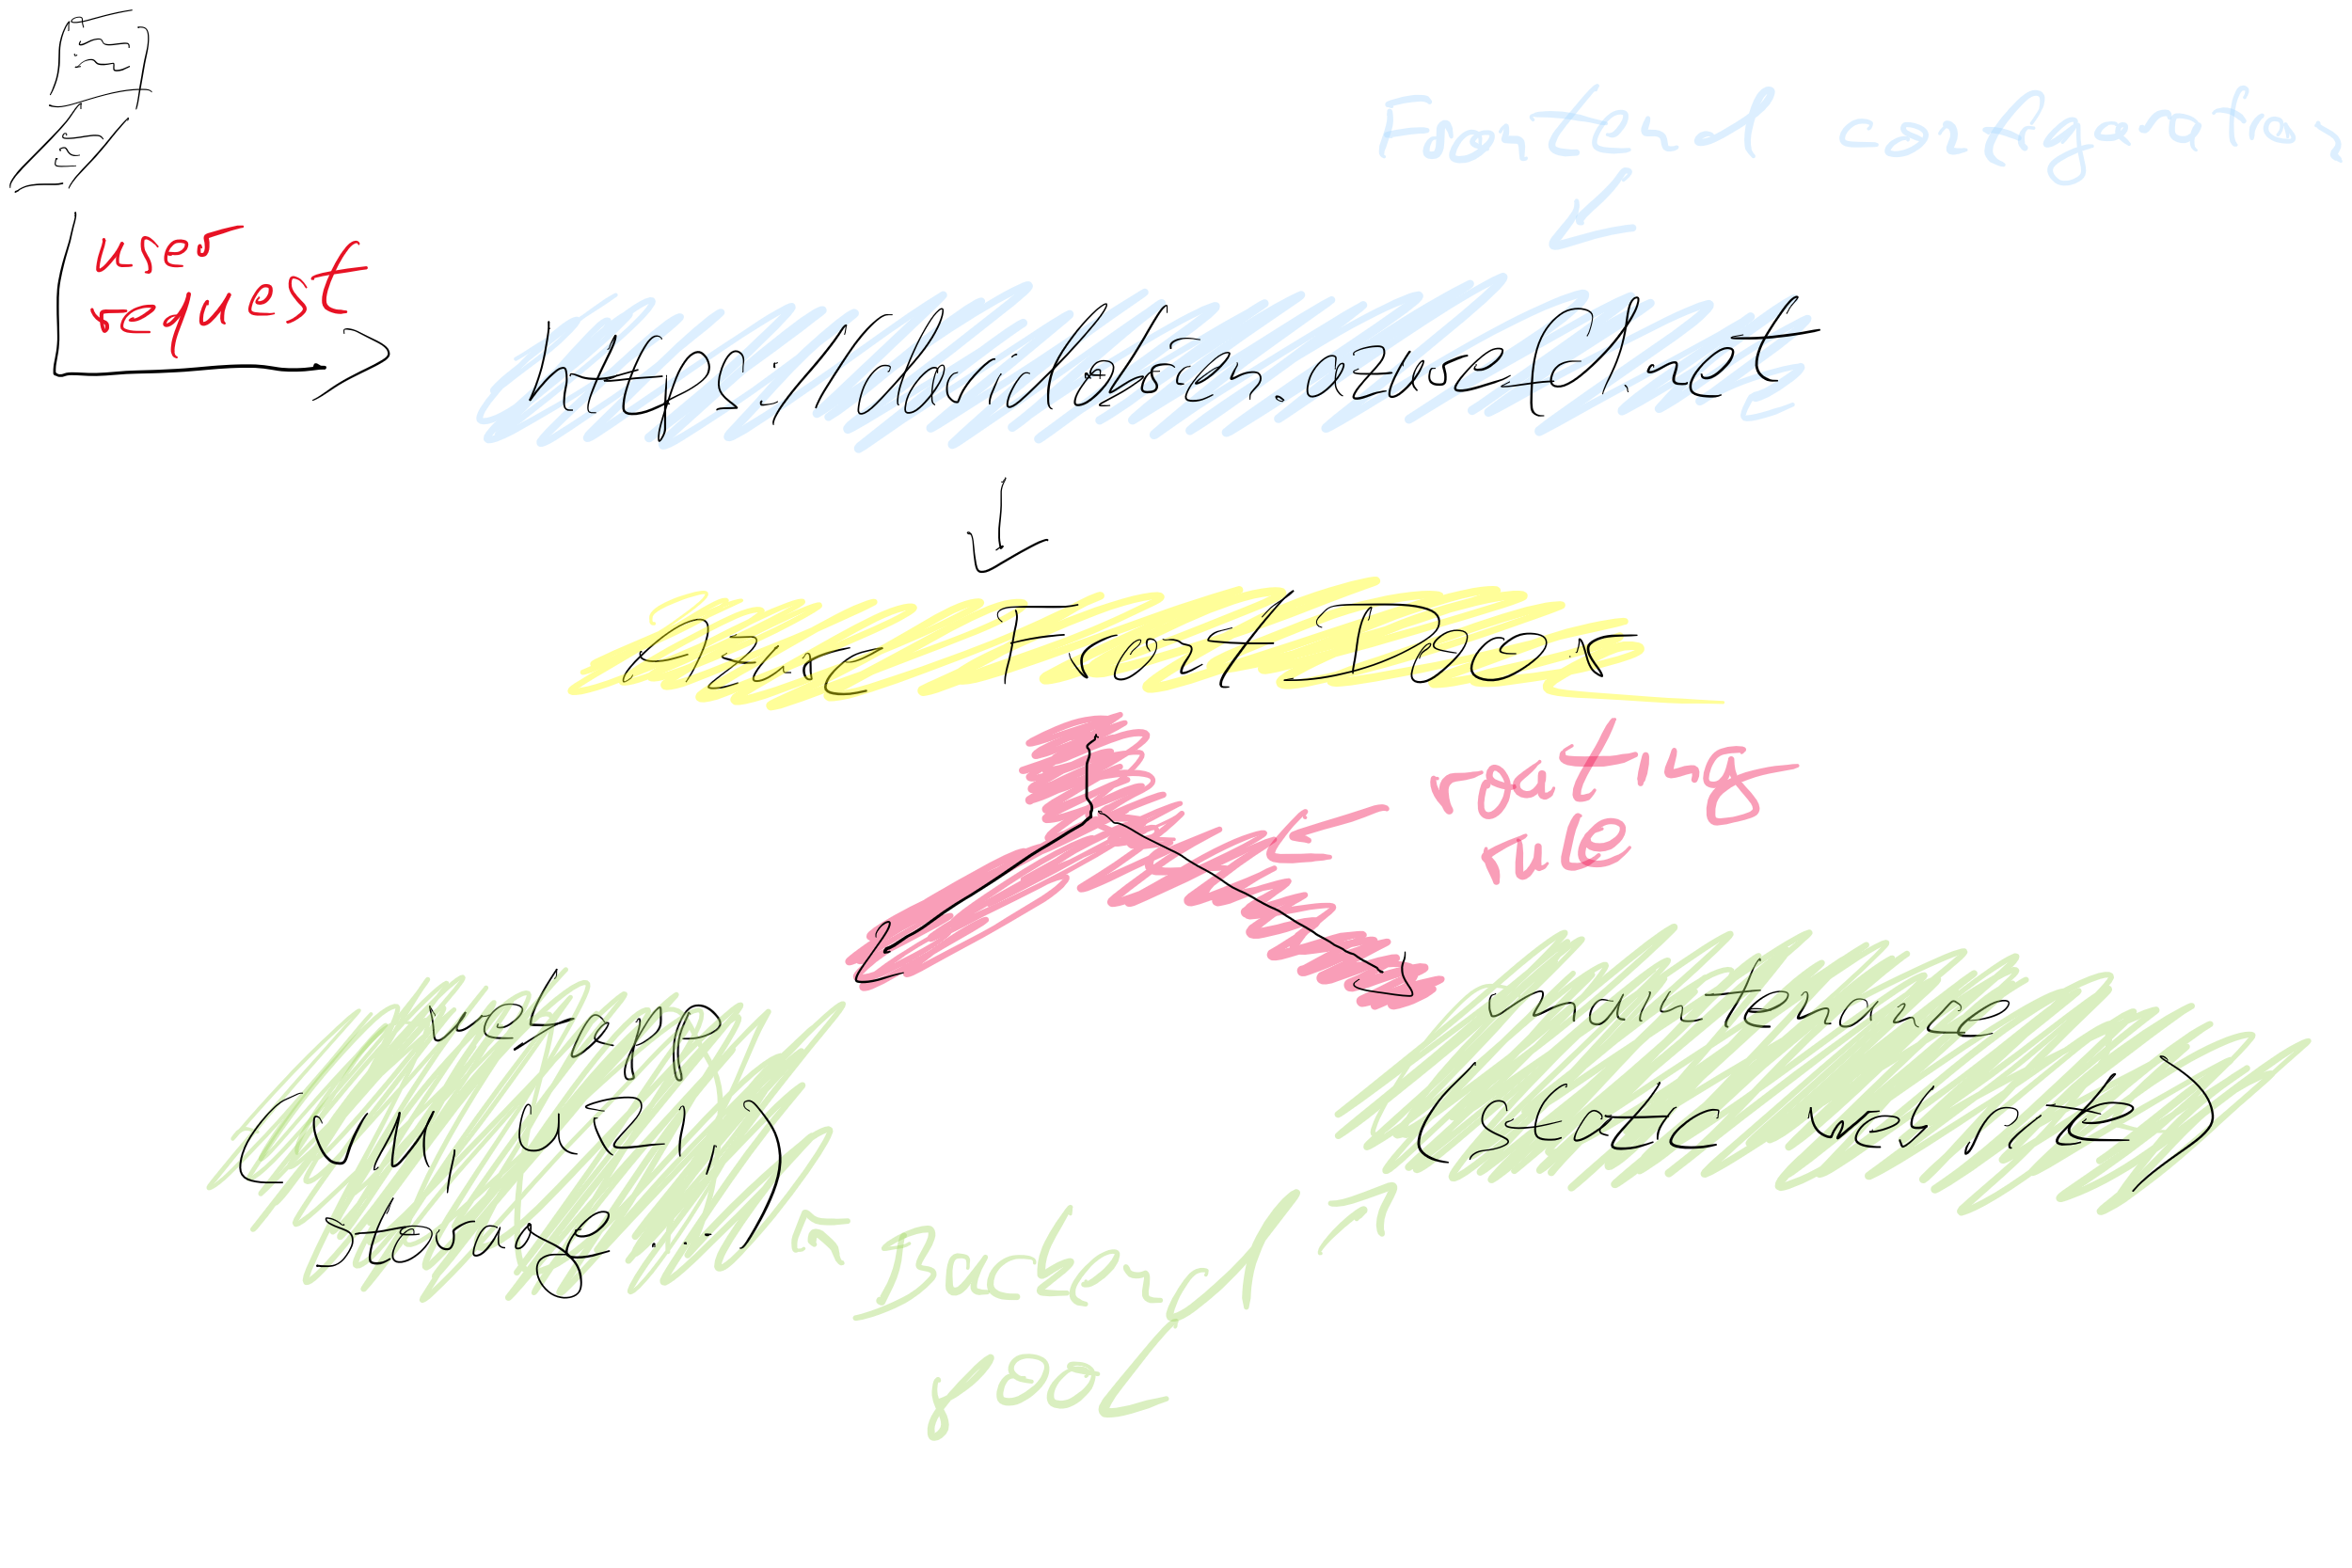 Frontend configuration
user
request
https://davidobrien.azurefd.net
Azure Front Door
routing
rule
webapp
(VM,
storage...)
maintenance
(static web site)
Backend
pool